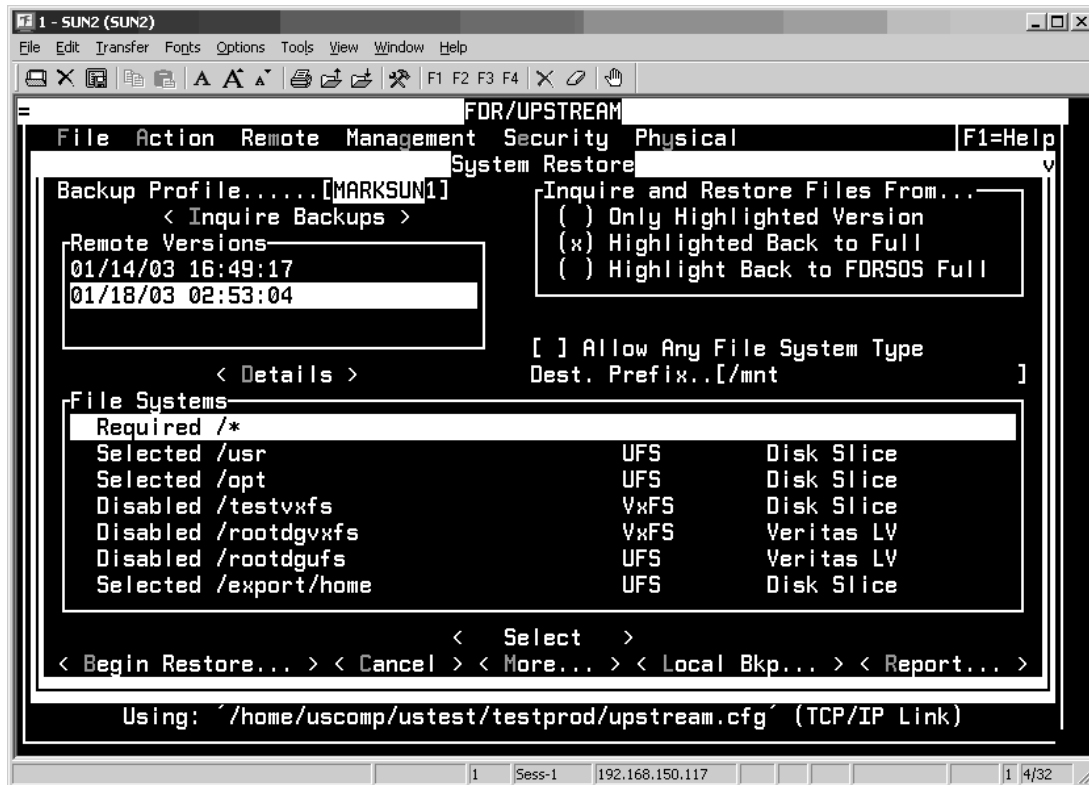 1 - SUN2 (SUN2)
File Edit Transfer Fonts Options Tools View Window Help
A A A F1 F2 F3 F4
= FDR/UPSTREAM
File Action Remote Management Security Physical |F1=Help
System Restore v
Backup Profile......[MARKSUN1]
< Inquire Backups >
Inquire and Restore Files From...
( ) Only Highlighted Version
(x) Highlighted Back to Full
( ) Highlight Back to FDRSOS Full
Remote Versions
01/14/03 16:49:17
01/18/03 02:53:04
[ ] Allow Any File System Type
< Details > Dest. Prefix..[/mnt ]
File Systems
Required /*
Selected /usr UFS Disk Slice
Selected /opt UFS Disk Slice
Disabled /testvxfs VxFS Disk Slice
Disabled /rootdgvxfs VxFS Veritas LV
Disabled /rootdgufs UFS Veritas LV
Selected /export/home UFS Disk Slice
< Select >
< Begin Restore... > < Cancel > < More... > < Local Bkp... > < Report... >
Using: ´/home/uscomp/ustest/testprod/upstream.cfg´ (TCP/IP Link)
1 Sess-1 192.168.150.117 1 4/32